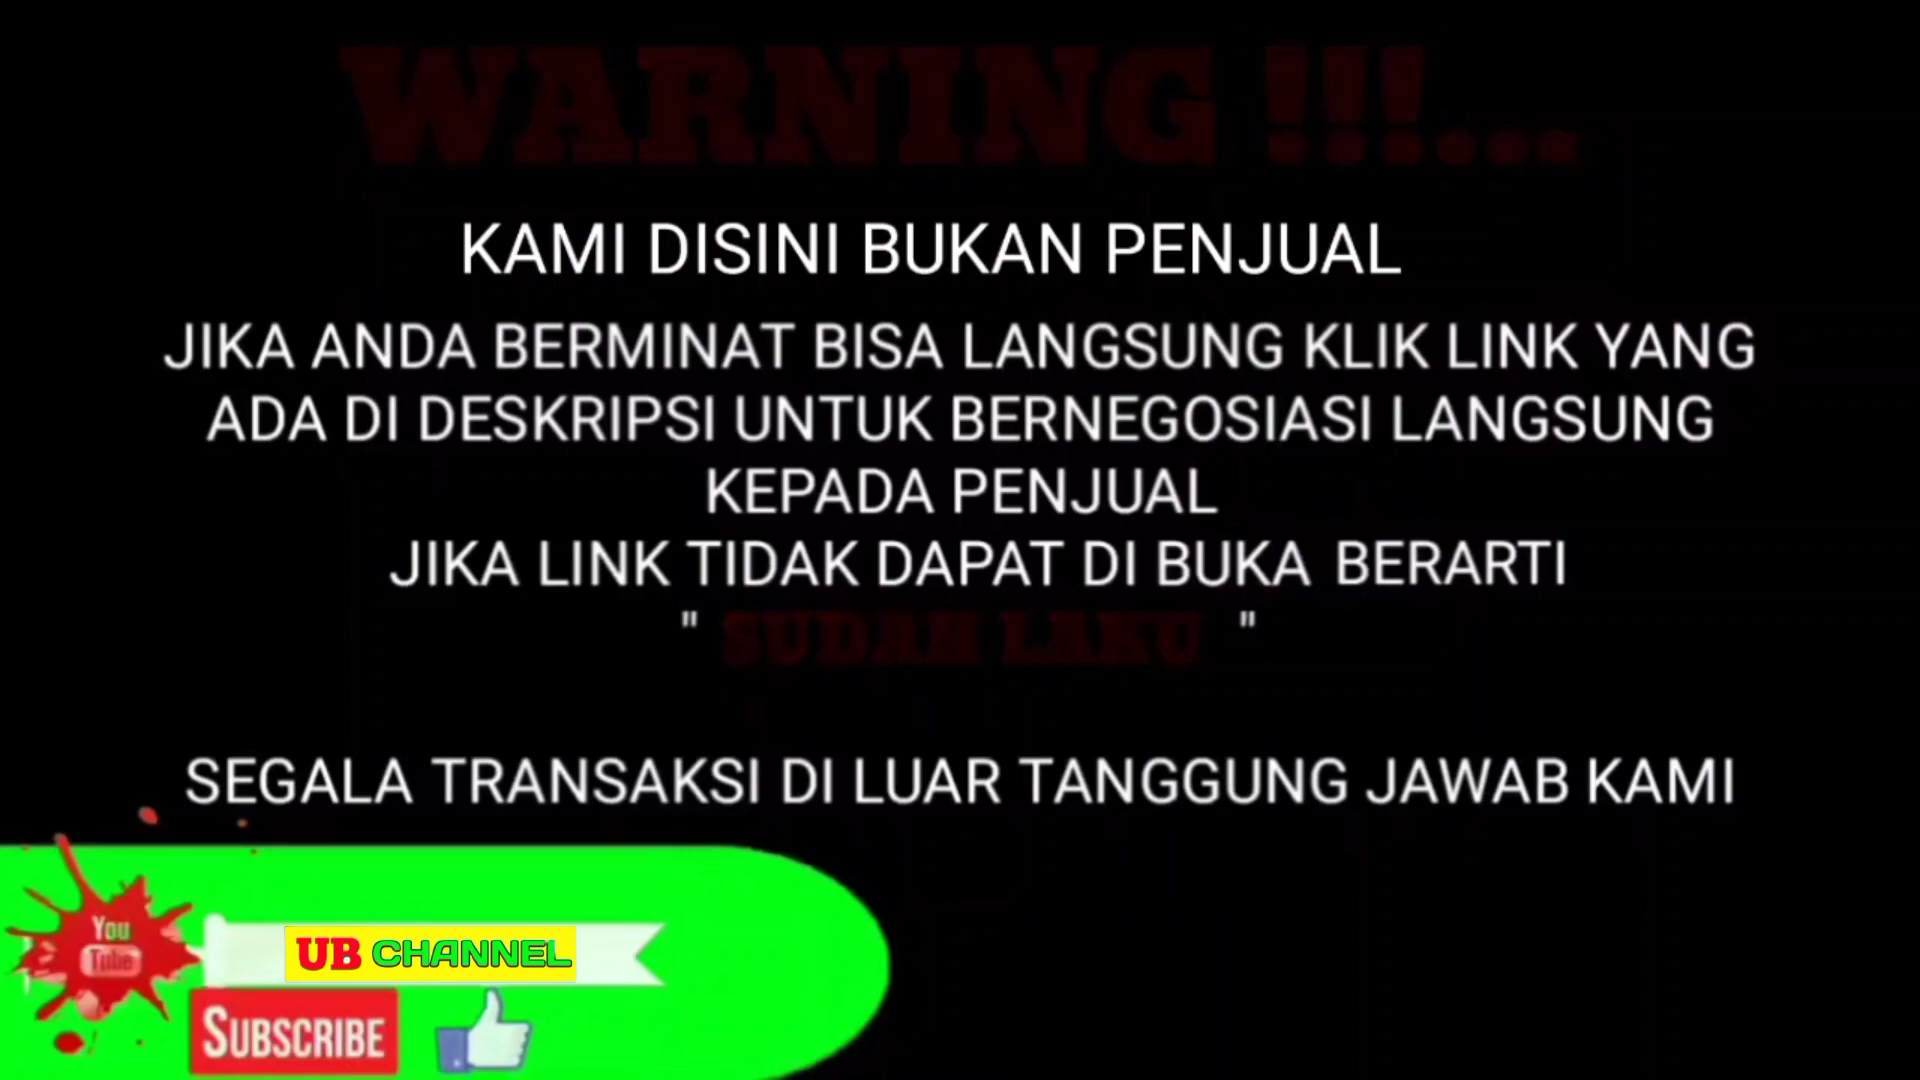 WARNING !!!...
KAMI DISINI BUKAN PENJUAL
JIKA ANDA BERMINAT BISA LANGSUNG KLIK LINK YANG
ADA DI DESKRIPSI UNTUK BERNEGOSIASI LANGSUNG
KEPADA PENJUAL
JIKA LINK TIDAK DAPAT DI BUKA BERARTI
" SUDAH LAKU "
SEGALA TRANSAKSI DI LUAR TANGGUNG JAWAB KAMI
You
Tube
UB CHANNEL
SUBSCRIBE